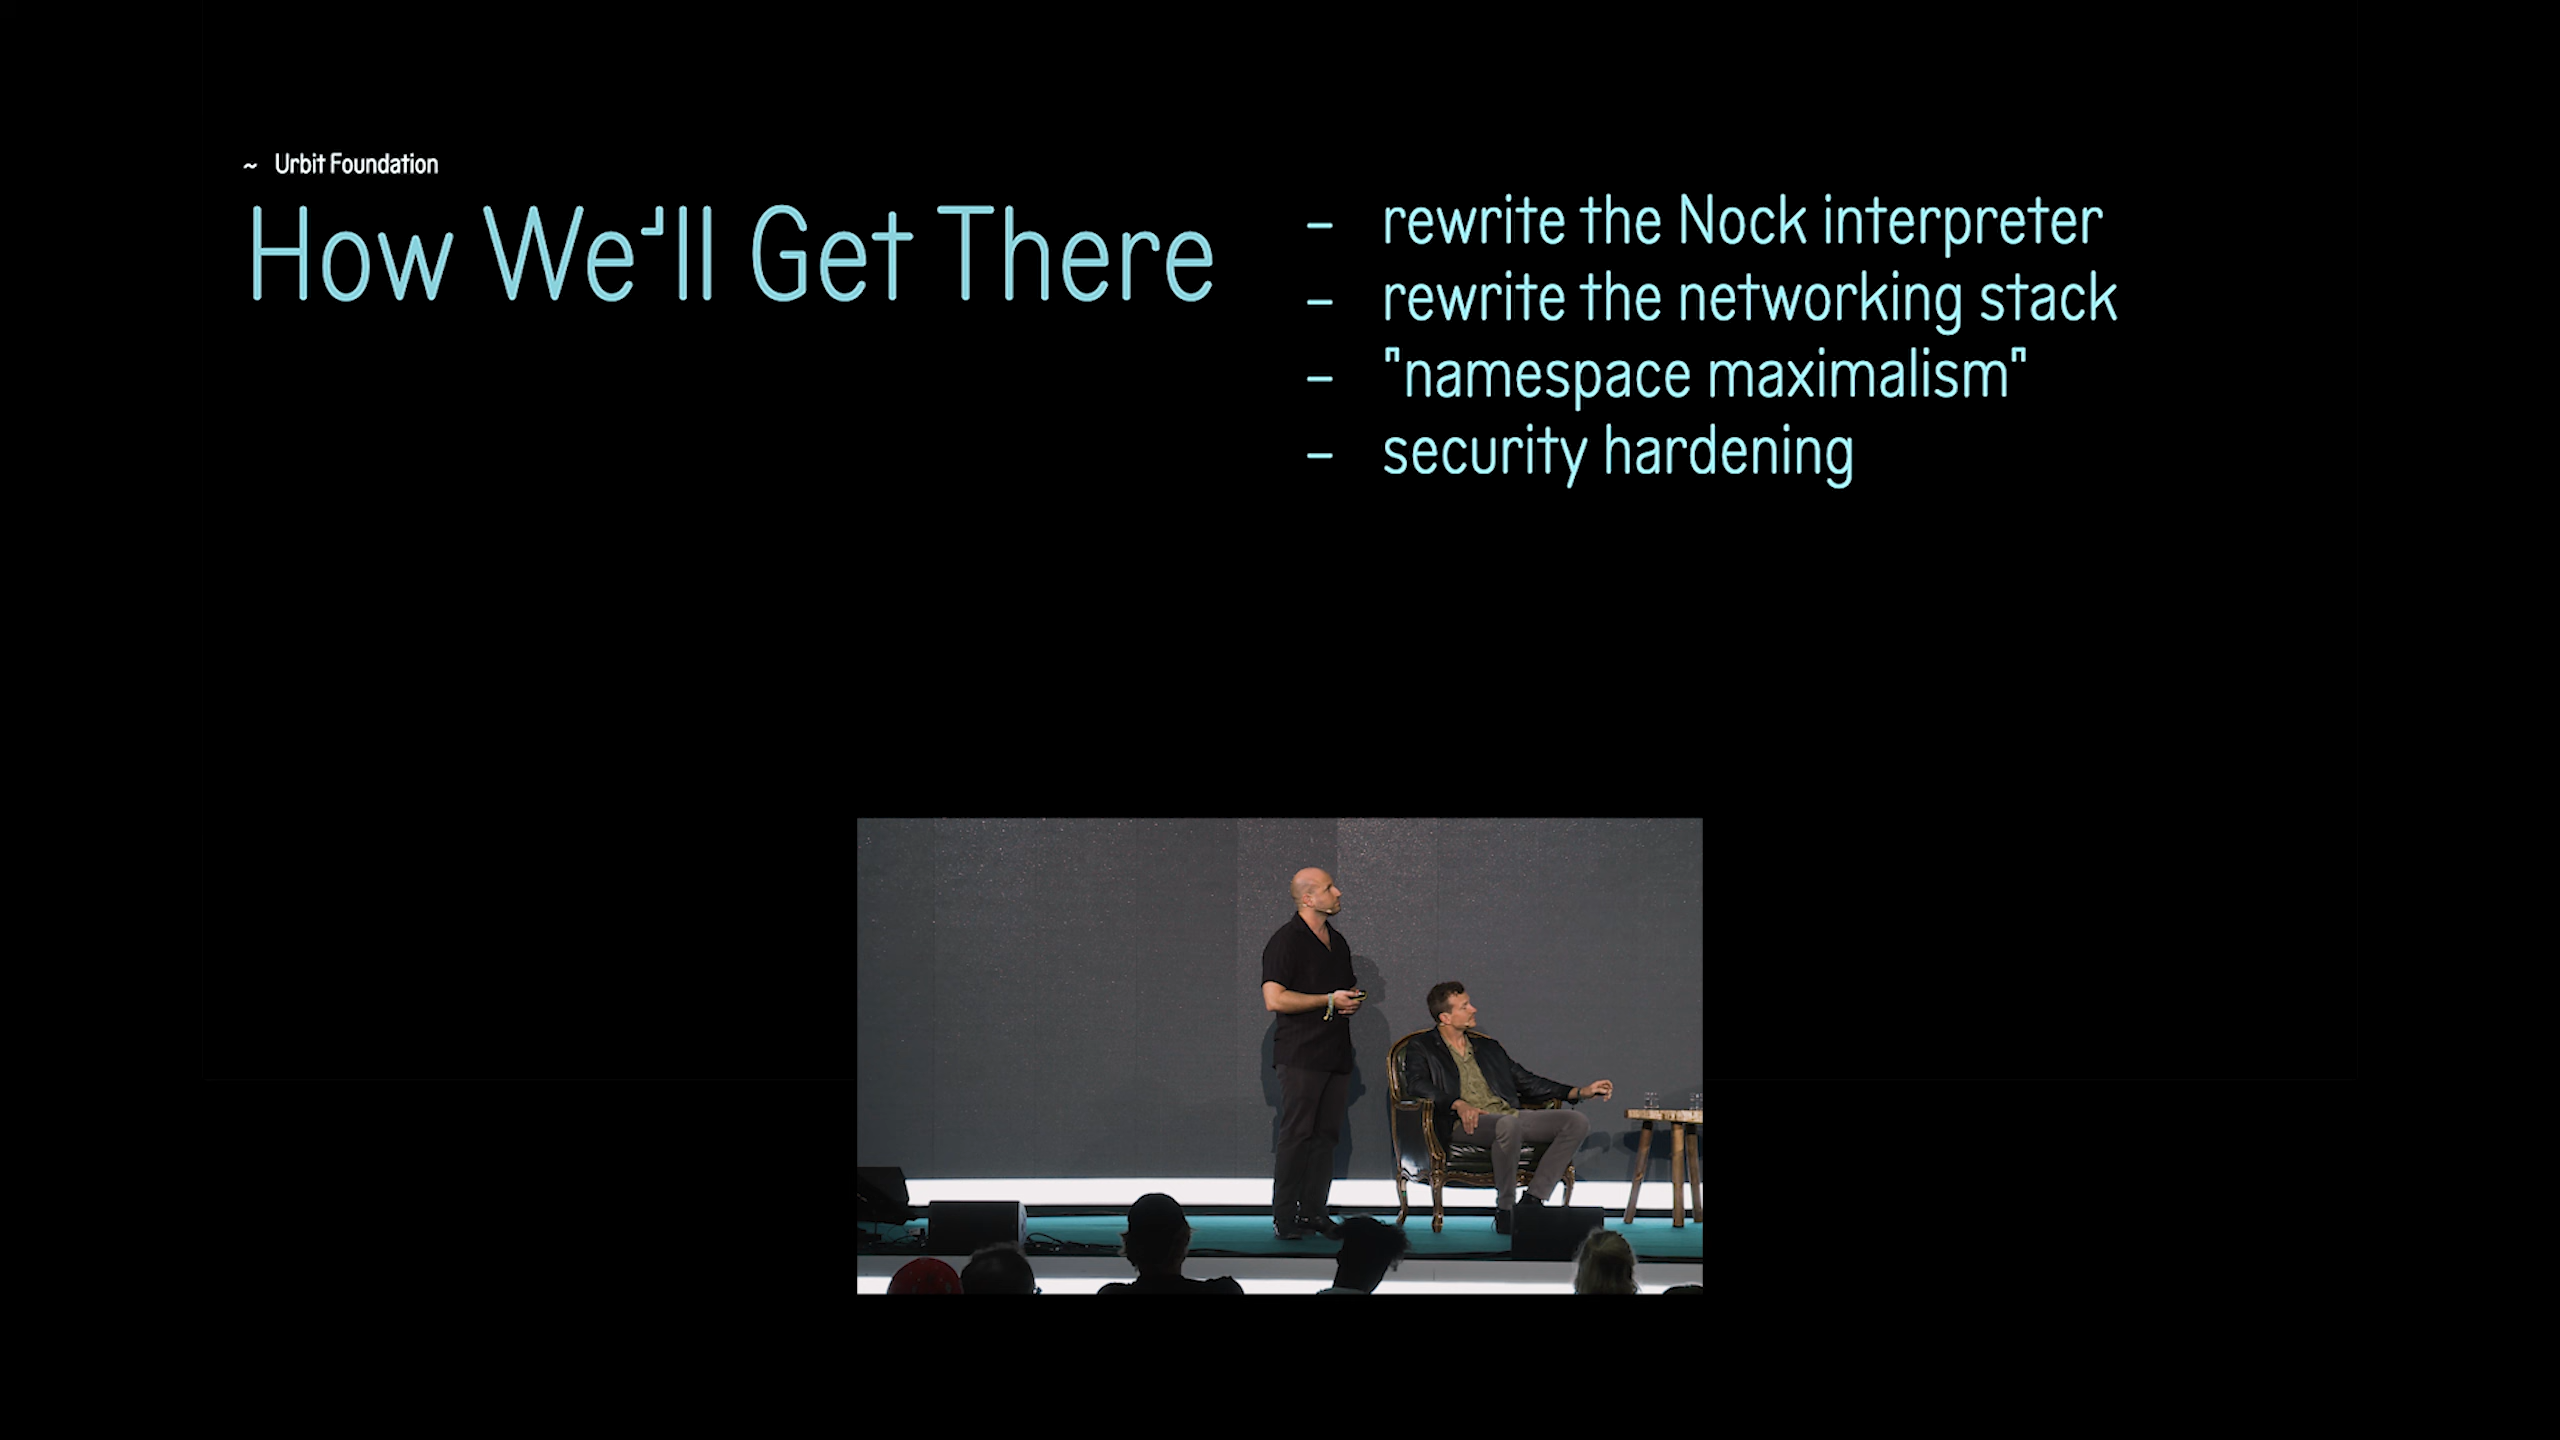 ~ Urbit Foundation
How We'll Get There
– rewrite the Nock interpreter
– rewrite the networking stack
– "namespace maximalism"
– security hardening